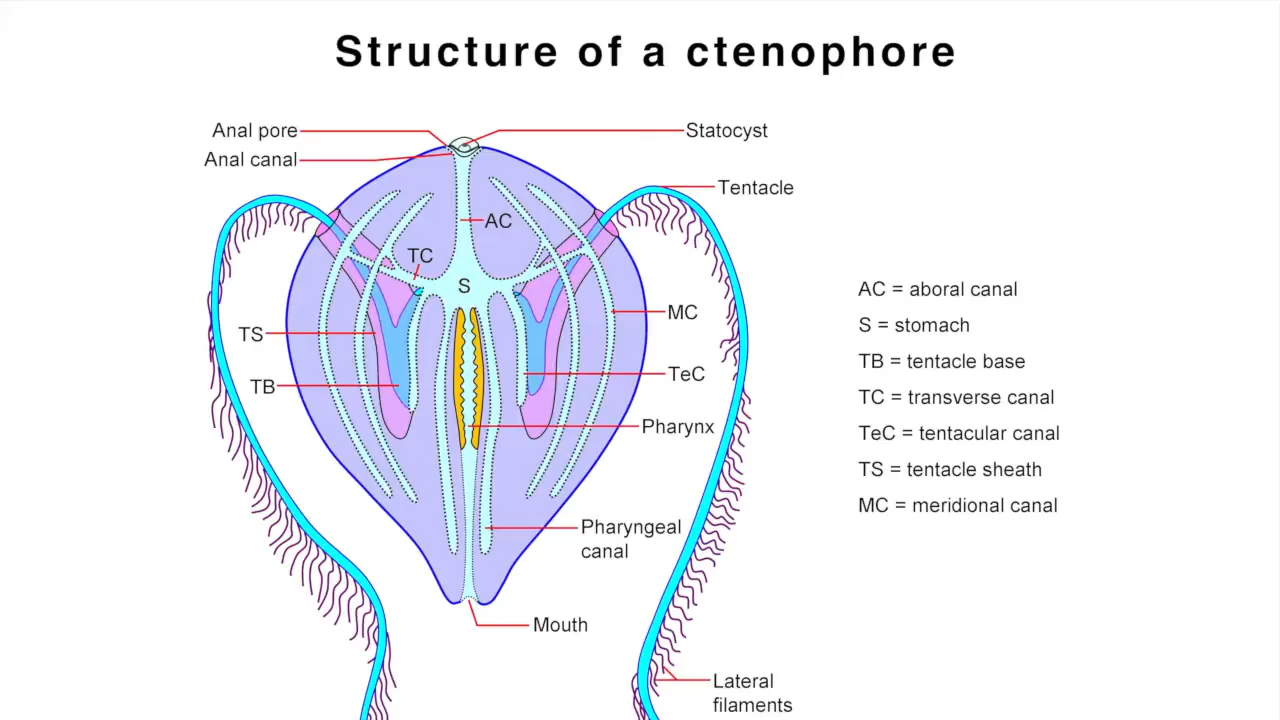 Structure of a ctenophore
Anal pore
Statocyst
Anal canal
Tentacle
AC
TC
S
MC
TS
TeC
TB
Pharynx
Pharyngeal
canal
Mouth
Lateral
filaments
AC = aboral canal
S = stomach
TB = tentacle base
TC = transverse canal
TeC = tentacular canal
TS = tentacle sheath
MC = meridional canal